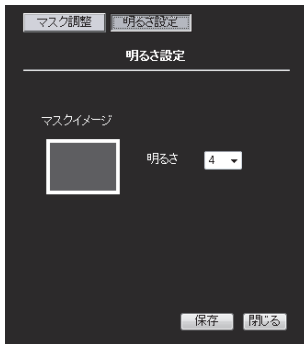 マスク調整 明るさ設定
明るさ設定
マスクイメージ
明るさ 4
保存 閉じる